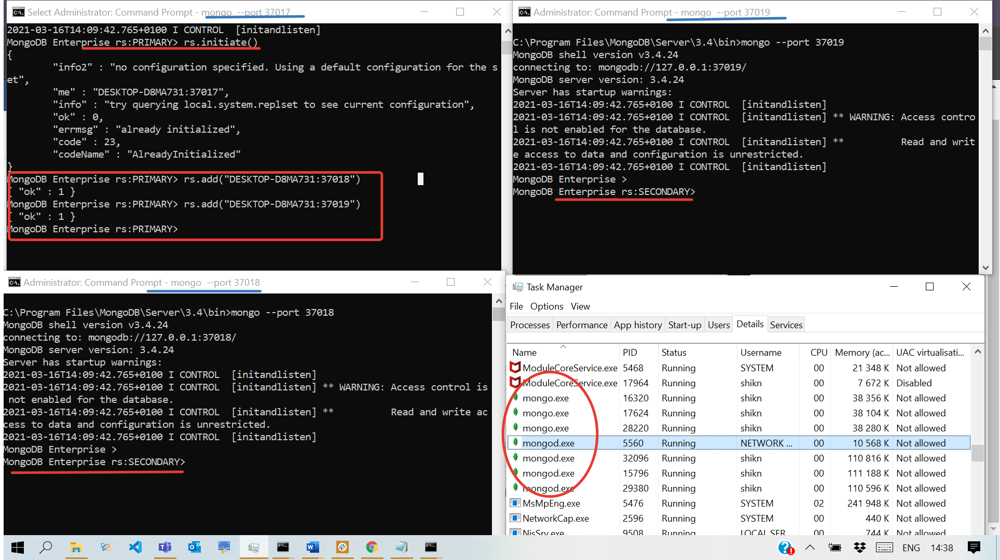 Select Administrator: Command Prompt - mongo  --port 37017
2021-03-16T14:09:42.765+0100 I CONTROL  [initandlisten]
MongoDB Enterprise rs:PRIMARY> rs.initiate()
{
        "info2" : "no configuration specified. Using a default configuration for the s
et",
        "me" : "DESKTOP-D8MA731:37017",
        "info" : "try querying local.system.replset to see current configuration",
        "ok" : 0,
        "errmsg" : "already initialized",
        "code" : 23,
        "codeName" : "AlreadyInitialized"
}
MongoDB Enterprise rs:PRIMARY> rs.add("DESKTOP-D8MA731:37018")
{ "ok" : 1 }
MongoDB Enterprise rs:PRIMARY> rs.add("DESKTOP-D8MA731:37019")
{ "ok" : 1 }
MongoDB Enterprise rs:PRIMARY>
Administrator: Command Prompt - mongo  --port 37019
C:\Program Files\MongoDB\Server\3.4\bin>mongo --port 37019
MongoDB shell version v3.4.24
connecting to: mongodb://127.0.0.1:37019/
MongoDB server version: 3.4.24
Server has startup warnings:
2021-03-16T14:09:42.765+0100 I CONTROL  [initandlisten]
2021-03-16T14:09:42.765+0100 I CONTROL  [initandlisten] ** WARNING: Access contro
l is not enabled for the database.
2021-03-16T14:09:42.765+0100 I CONTROL  [initandlisten] **          Read and writ
e access to data and configuration is unrestricted.
2021-03-16T14:09:42.765+0100 I CONTROL  [initandlisten]
MongoDB Enterprise >
MongoDB Enterprise rs:SECONDARY>
Administrator: Command Prompt - mongo  --port 37018
C:\Program Files\MongoDB\Server\3.4\bin>mongo --port 37018
MongoDB shell version v3.4.24
connecting to: mongodb://127.0.0.1:37018/
MongoDB server version: 3.4.24
Server has startup warnings:
2021-03-16T14:09:42.765+0100 I CONTROL  [initandlisten]
2021-03-16T14:09:42.765+0100 I CONTROL  [initandlisten] ** WARNING: Access control is
 not enabled for the database.
2021-03-16T14:09:42.765+0100 I CONTROL  [initandlisten] **          Read and write ac
cess to data and configuration is unrestricted.
2021-03-16T14:09:42.765+0100 I CONTROL  [initandlisten]
MongoDB Enterprise >
MongoDB Enterprise rs:SECONDARY>
Task Manager
File Options View
Processes Performance App history Start-up Users Details Services
Name PID Status Username CPU Memory (ac... UAC virtualisati...
ModuleCoreService.exe 5468 Running SYSTEM 00 21 348 K Not allowed
ModuleCoreService.exe 17964 Running shikn 00 7 672 K Disabled
mongo.exe 16320 Running shikn 00 38 356 K Not allowed
mongo.exe 17624 Running shikn 00 38 104 K Not allowed
mongo.exe 28220 Running shikn 00 38 280 K Not allowed
mongod.exe 5560 Running NETWORK ... 00 10 568 K Not allowed
mongod.exe 32096 Running shikn 00 110 816 K Not allowed
mongod.exe 15796 Running shikn 00 111 188 K Not allowed
mongod.exe 29380 Running shikn 00 110 596 K Not allowed
MsMpEng.exe 5476 Running SYSTEM 02 241 948 K Not allowed
NetworkCap.exe 2596 Running SYSTEM 00 440 K Not allowed
NisSrv.exe 9508 Running LOCAL SER... 00 744 K Not allowed
ENG 14:38